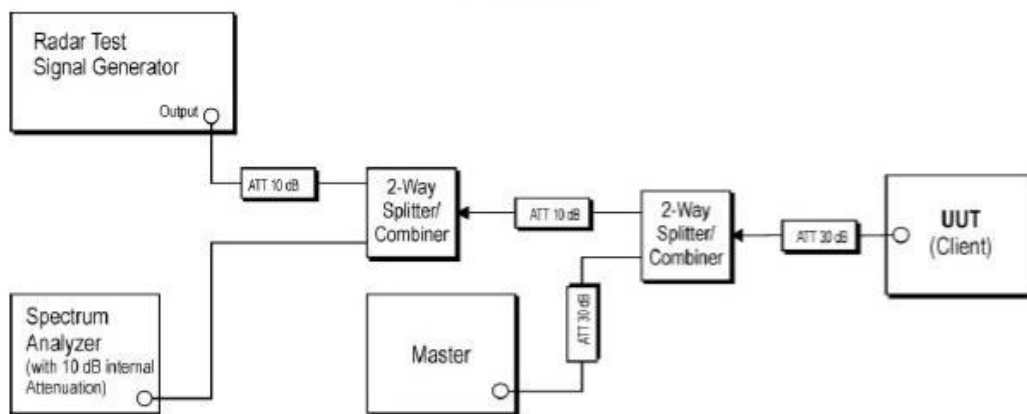 Radar Test
Signal Generator
Output
ATT 10 dB
2-Way
Splitter/
Combiner
ATT 10 dB
2-Way
Splitter/
Combiner
ATT 30 dB
UUT
(Client)
Spectrum
Analyzer
(with 10 dB internal
Attenuation)
Master
ATT 30 dB